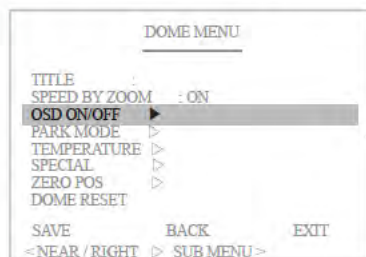 DOME MENU
TITLE :
SPEED BY ZOOM : ON
OSD ON/OFF ▶
PARK MODE ▷
TEMPERATURE ▷
SPECIAL ▷
ZERO POS ▷
DOME RESET
SAVE BACK EXIT
<NEAR / RIGHT ▷ SUB MENU>